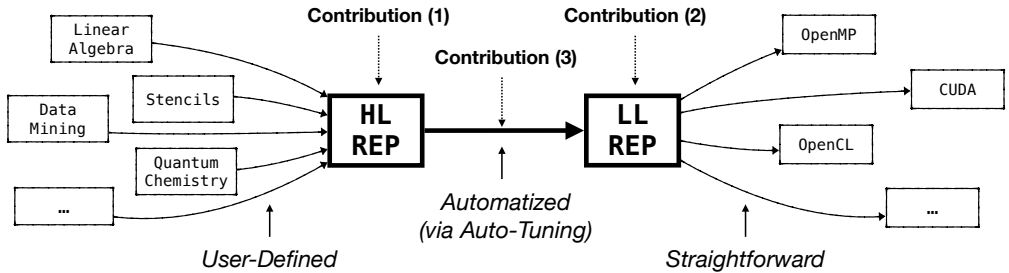 Contribution (1)
Contribution (2)
Contribution (3)
Linear
Algebra
Stencils
Data
Mining
Quantum
Chemistry
…
HL
REP
LL
REP
OpenMP
CUDA
OpenCL
…
User-Defined
Automatized
(via Auto-Tuning)
Straightforward